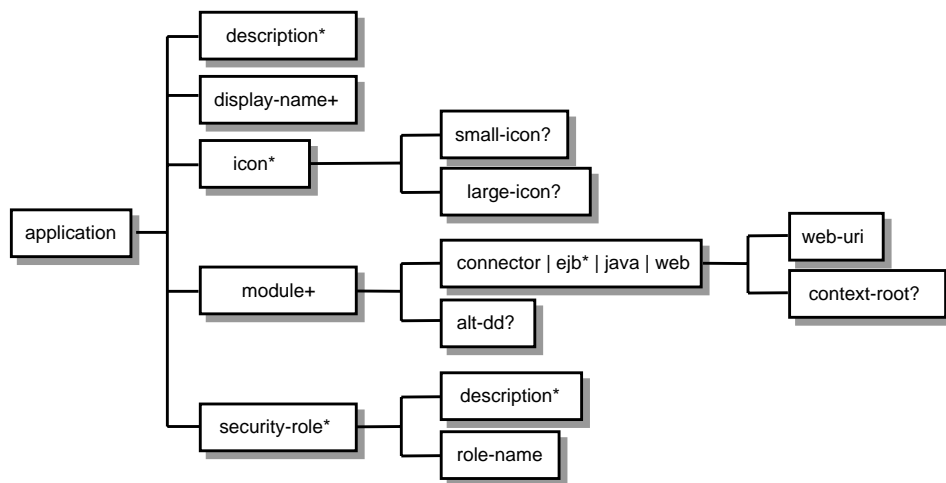 description*
display-name+
small-icon?
icon*
large-icon?
application
web-uri
connector | ejb* | java | web
module+
context-root?
alt-dd?
description*
security-role*
role-name